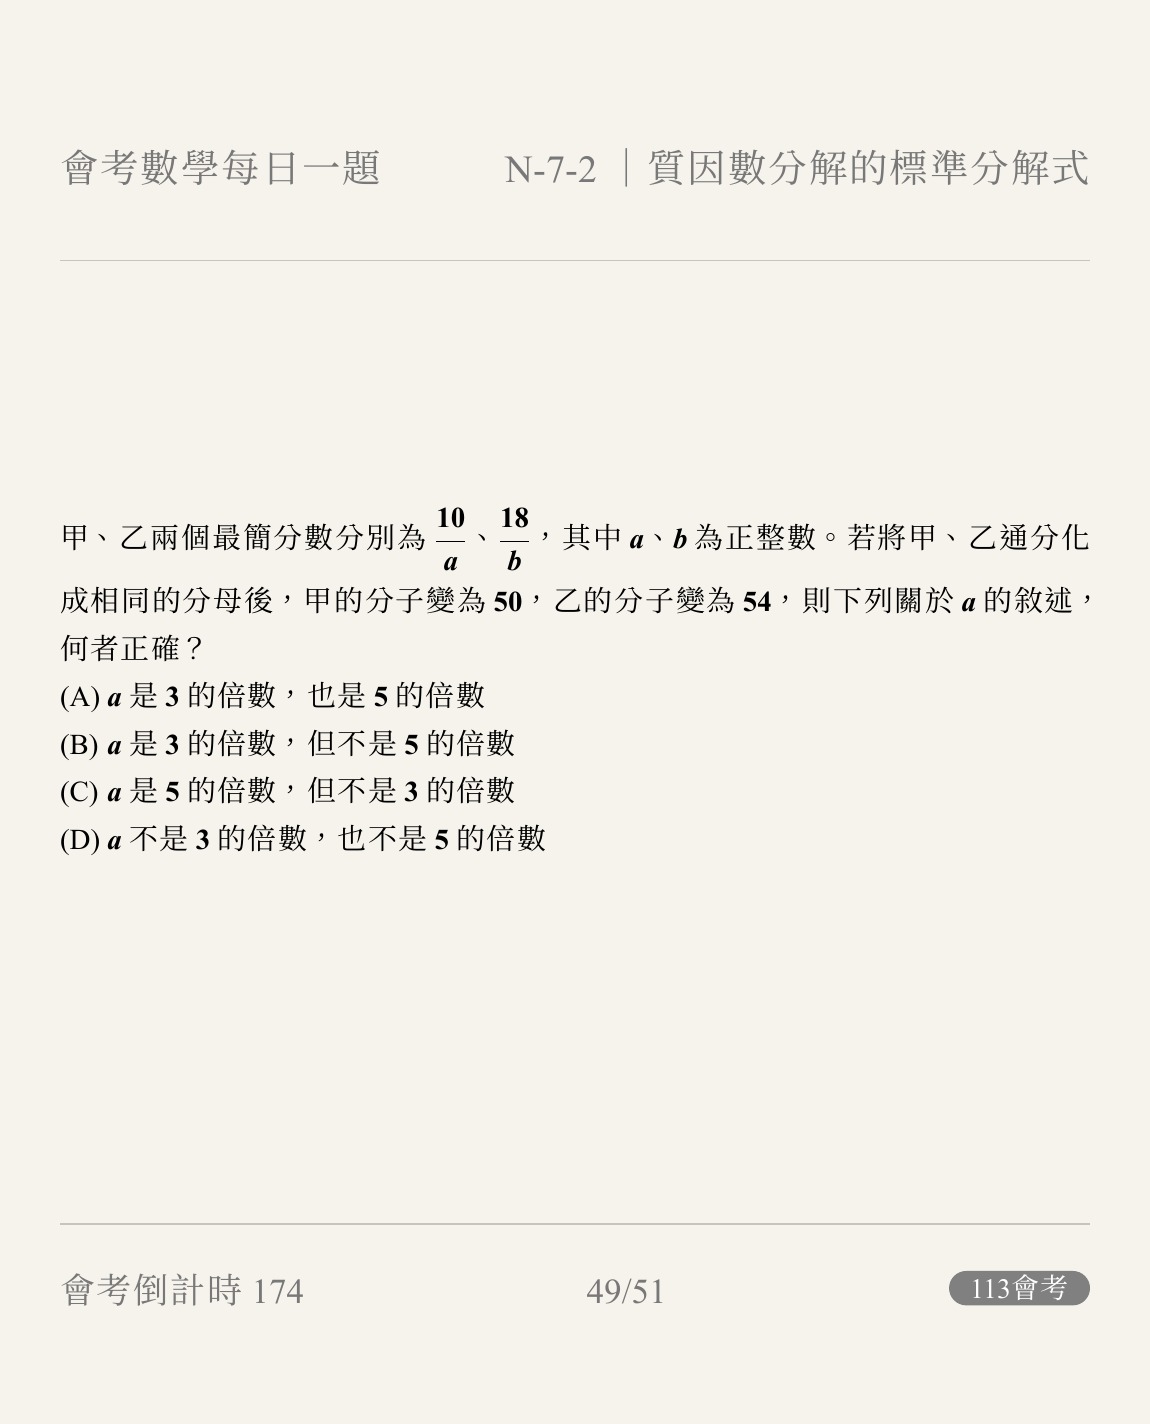 會考數學每日一題
N-7-2 | 質因數分解的標準分解式
甲、乙兩個最簡分數分別為 10/a、18/b，其中 a、b 為正整數。若將甲、乙通分化
成相同的分母後，甲的分子變為 50，乙的分子變為 54，則下列關於 a 的敘述，
何者正確？
(A) a 是 3 的倍數，也是 5 的倍數
(B) a 是 3 的倍數，但不是 5 的倍數
(C) a 是 5 的倍數，但不是 3 的倍數
(D) a 不是 3 的倍數，也不是 5 的倍數
會考倒計時 174
49/51
113會考